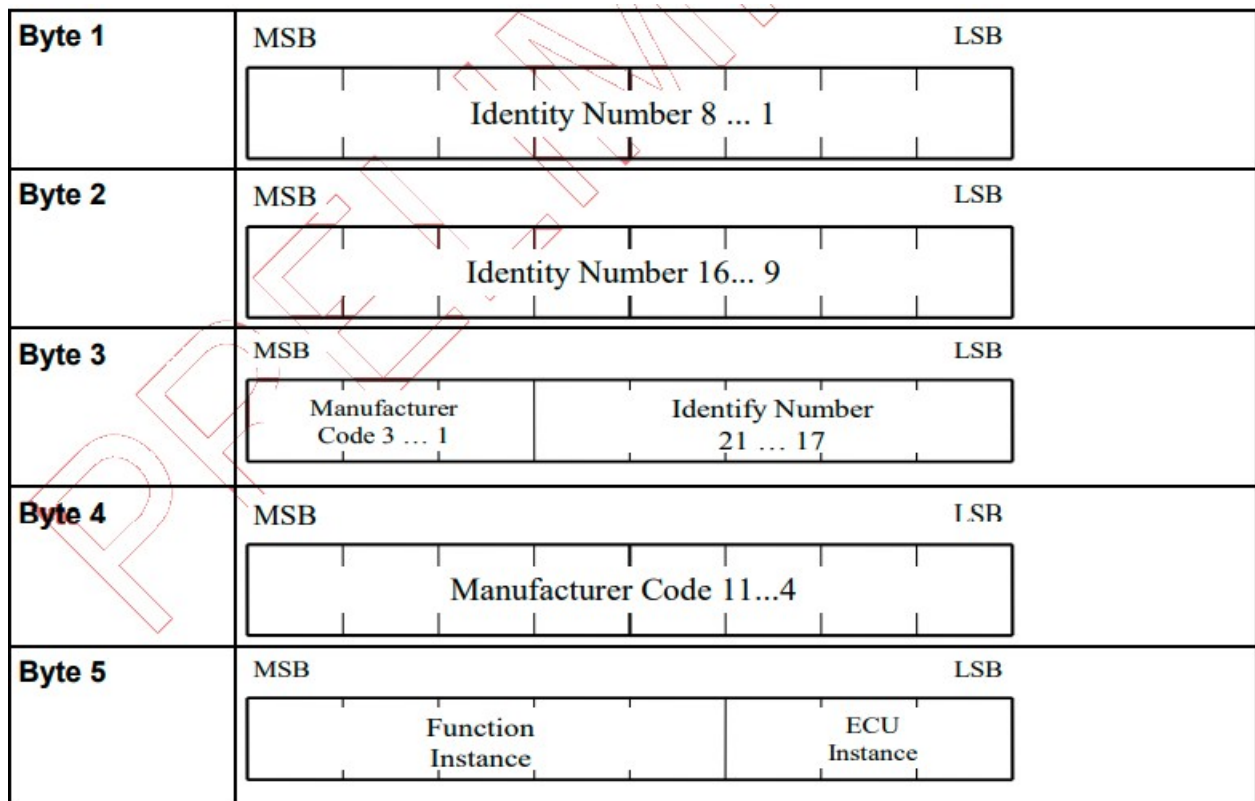 Byte 1
MSB LSB
Identity Number 8 ... 1
Byte 2
MSB LSB
Identity Number 16... 9
Byte 3
MSB LSB
Manufacturer
Code 3 ... 1
Identify Number
21 ... 17
Byte 4
MSB LSB
Manufacturer Code 11...4
Byte 5
MSB LSB
Function
Instance
ECU
Instance